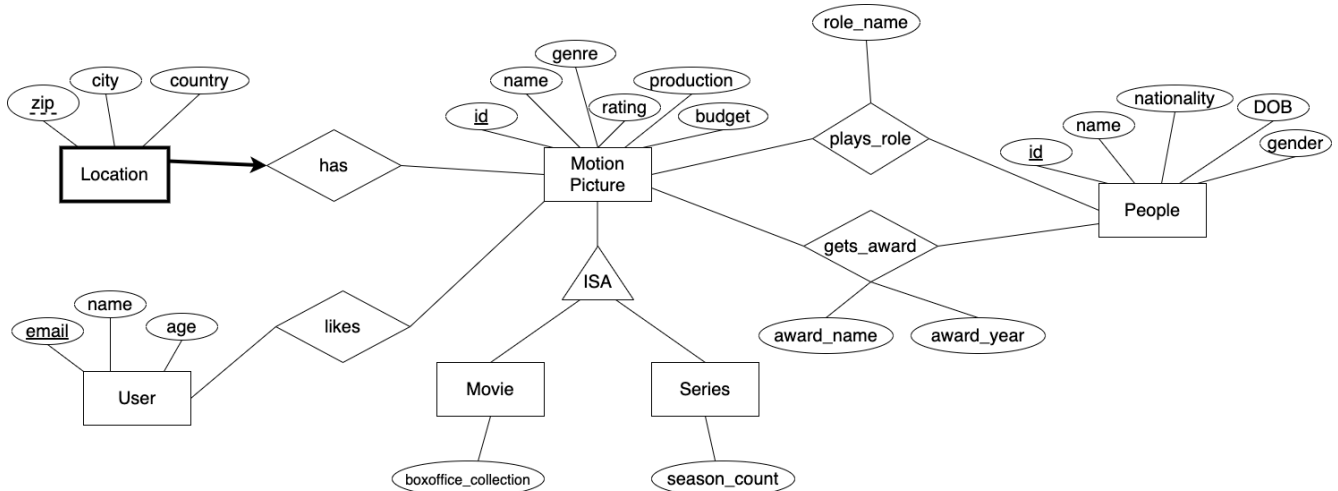 role_name
genre
city
country
name
production
nationality
DOB
zip
id
rating
budget
name
gender
plays_role
id
Location
has
Motion
Picture
People
gets_award
ISA
name
email
age
likes
award_name
award_year
User
Movie
Series
boxoffice_collection
season_count